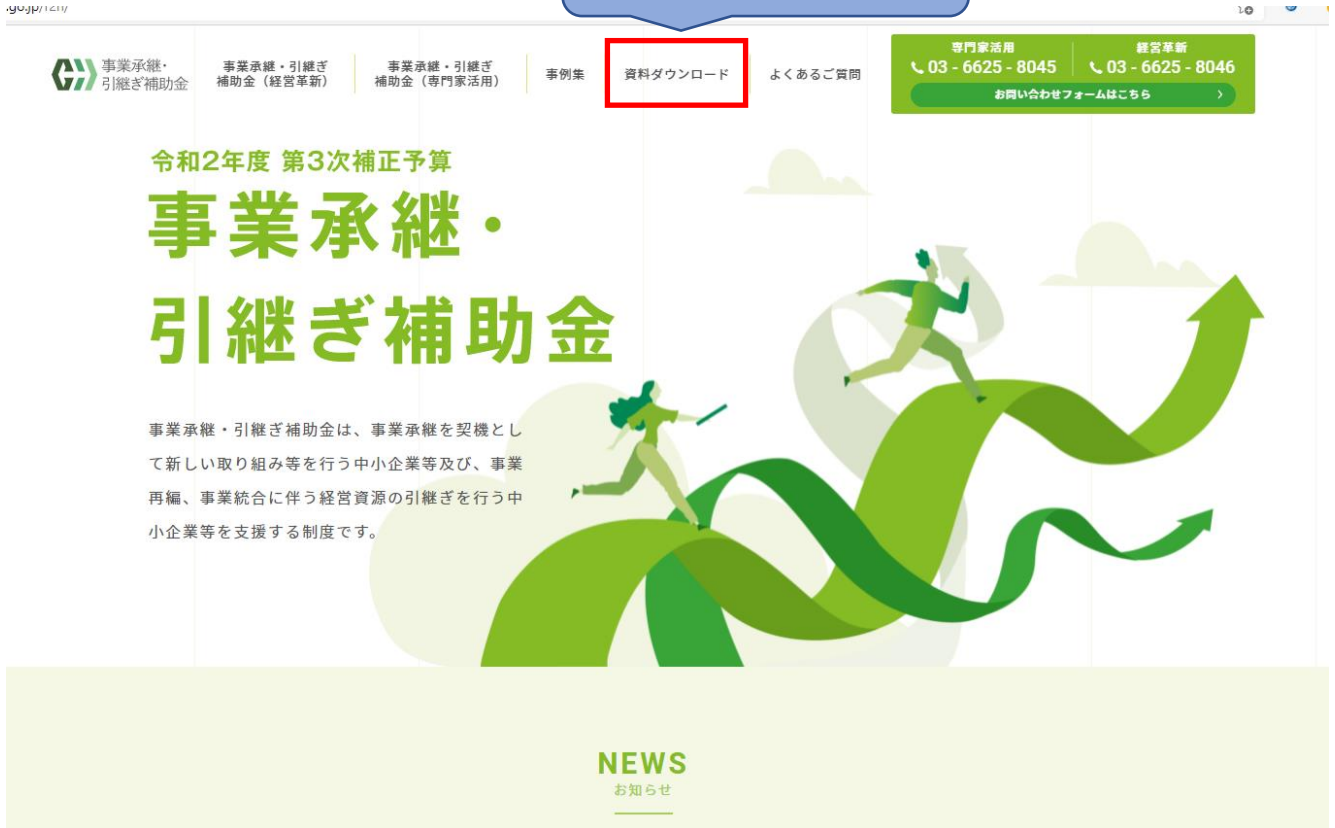 .go.jp/r2h/
事業承継・
引継ぎ補助金
事業承継・引継ぎ
補助金（経営革新）
事業承継・引継ぎ
補助金（専門家活用）
事例集
資料ダウンロード
よくあるご質問
専門家活用
03 - 6625 - 8045
経営革新
03 - 6625 - 8046
お問い合わせフォームはこちら
令和2年度 第3次補正予算
事業承継・
引継ぎ補助金
事業承継・引継ぎ補助金は、事業承継を契機とし
て新しい取り組み等を行う中小企業等及び、事業
再編、事業統合に伴う経営資源の引継ぎを行う中
小企業等を支援する制度です。
NEWS
お知らせ